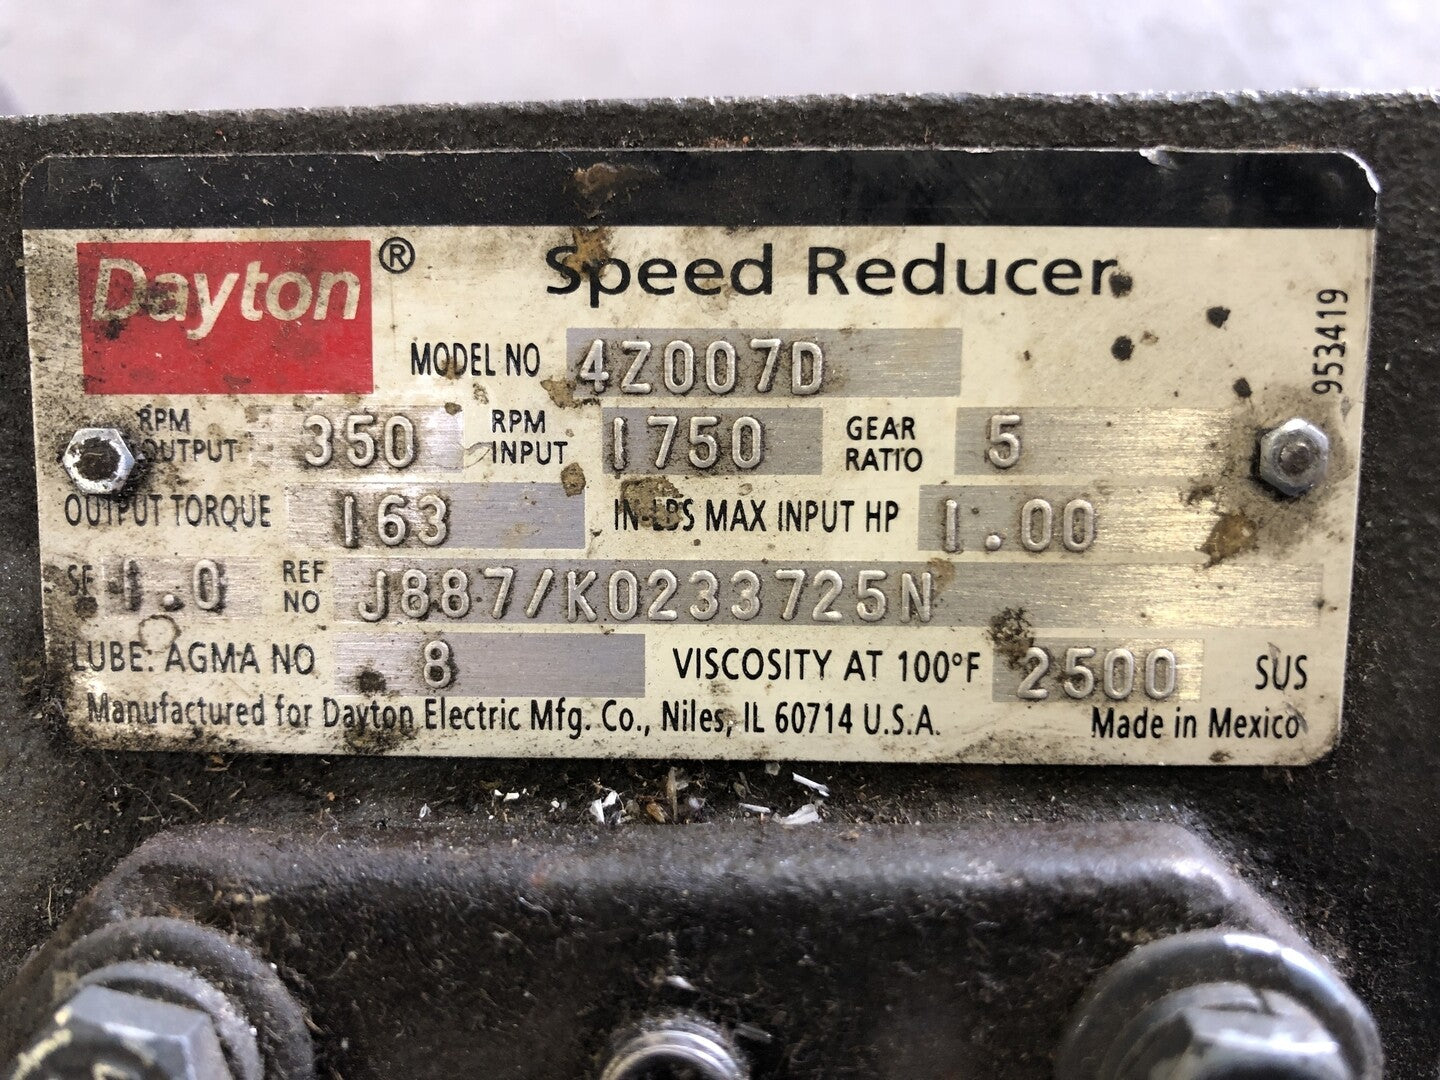 Dayton® Speed Reducer
MODEL NO 4Z007D
953419
RPM OUTPUT 350 RPM INPUT 1750 GEAR RATIO 5
OUTPUT TORQUE 163 IN-LBS MAX INPUT HP 1.00
SF 1.0 REF NO J887/K0233725N
LUBE: AGMA NO 8 VISCOSITY AT 100°F 2500 SUS
Manufactured for Dayton Electric Mfg. Co., Niles, IL 60714 U.S.A. Made in Mexico